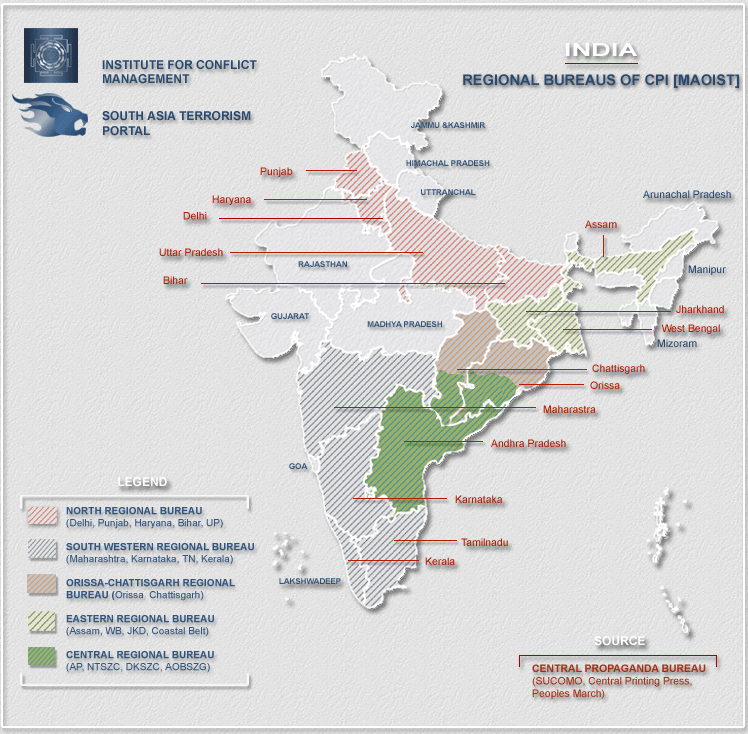 INSTITUTE FOR CONFLICT
MANAGEMENT
SOUTH ASIA TERRORISM
PORTAL
INDIA
REGIONAL BUREAUS OF CPI [MAOIST]
JAMMU &KASHMIR
HIMACHAL PRADESH
Punjab
UTTRANCHAL
Arunachal Pradesh
Haryana
Delhi
Assam
Uttar Pradesh
RAJASTHAN
Manipur
Bihar
Jharkhand
GUJARAT
MADHYA PRADESH
West Bengal
Mizoram
Chattisgarh
Orissa
Maharastra
Andhra Pradesh
GOA
Karnataka
Tamilnadu
Kerala
LAKSHWADEEP
LEGEND
NORTH REGIONAL BUREAU
(Delhi, Punjab, Haryana, Bihar, UP)
SOUTH WESTERN REGIONAL BUREAU
(Maharashtra, Karnataka, TN, Kerala)
ORISSA-CHATTISGARH REGIONAL
BUREAU (Orissa Chattisgarh)
EASTERN REGIONAL BUREAU
(Assam, WB, JKD, Coastal Belt)
CENTRAL REGIONAL BUREAU
(AP, NTSZC, DKSZC, AOBSZG)
SOURCE
CENTRAL PROPAGANDA BUREAU
(SUCOMO, Central Printing Press,
Peoples March)